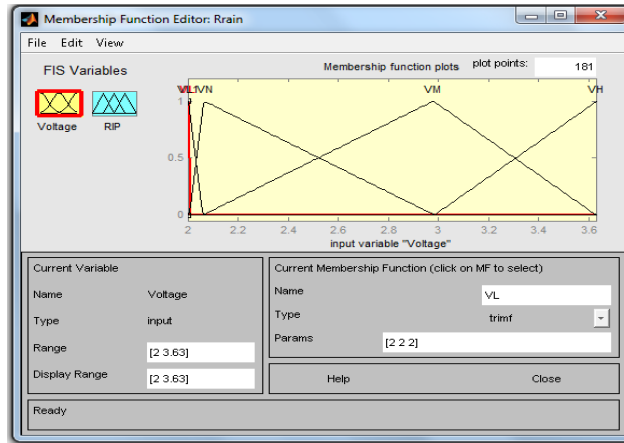 Membership Function Editor: Rrain
File Edit View
FIS Variables
Membership function plots plot points: 181
VN VM VH
Voltage RIP
1
0.5
0
2 2.2 2.4 2.6 2.8 3 3.2 3.4 3.6
input variable "Voltage"
Current Variable
Name Voltage
Type input
Range [2 3.63]
Display Range [2 3.63]
Current Membership Function (click on MF to select)
Name VL
Type trimf
Params [2 2 2]
Help Close
Ready